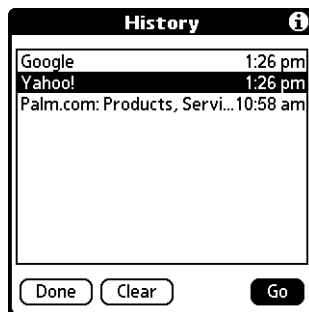 History
Google 1:26 pm
Yahoo! 1:26 pm
Palm.com: Products, Servi...10:58 am
Done Clear Go